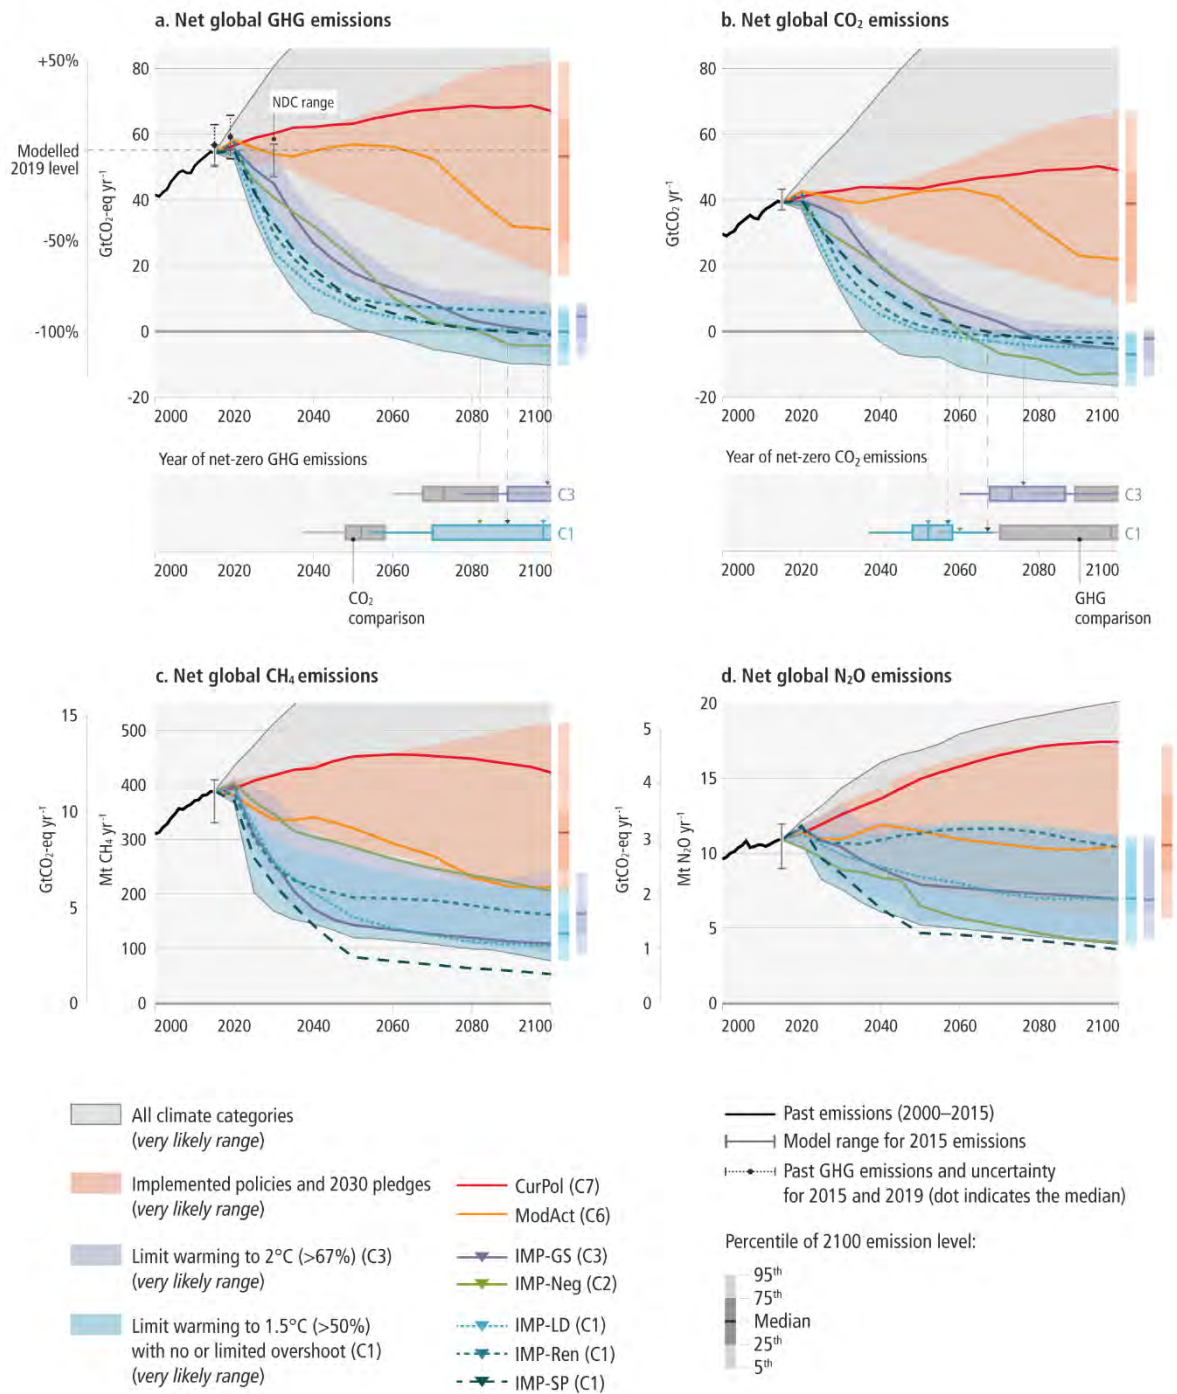 a. Net global GHG emissions
+50%
Modelled
2019 level
-50%
-100%
GtCO₂-eq yr⁻¹
80
60
40
20
0
-20
NDC range
2000 2020 2040 2060 2080 2100
Year of net-zero GHG emissions
C3
C1
2000 2020 2040 2060 2080 2100
CO₂
comparison
b. Net global CO₂ emissions
GtCO₂ yr⁻¹
80
60
40
20
0
-20
2000 2020 2040 2060 2080 2100
Year of net-zero CO₂ emissions
C3
C1
2000 2020 2040 2060 2080 2100
GHG
comparison
c. Net global CH₄ emissions
GtCO₂-eq yr⁻¹
15
10
5
0
Mt CH₄ yr⁻¹
500
400
300
200
100
0
2000 2020 2040 2060 2080 2100
d. Net global N₂O emissions
GtCO₂-eq yr⁻¹
5
4
3
2
1
0
Mt N₂O yr⁻¹
20
15
10
5
0
2000 2020 2040 2060 2080 2100
All climate categories
(very likely range)
Implemented policies and 2030 pledges
(very likely range)
Limit warming to 2°C (>67%) (C3)
(very likely range)
Limit warming to 1.5°C (>50%)
with no or limited overshoot (C1)
(very likely range)
CurPol (C7)
ModAct (C6)
IMP-GS (C3)
IMP-Neg (C2)
IMP-LD (C1)
IMP-Ren (C1)
IMP-SP (C1)
Past emissions (2000–2015)
Model range for 2015 emissions
Past GHG emissions and uncertainty
for 2015 and 2019 (dot indicates the median)
Percentile of 2100 emission level:
95th
75th
Median
25th
5th